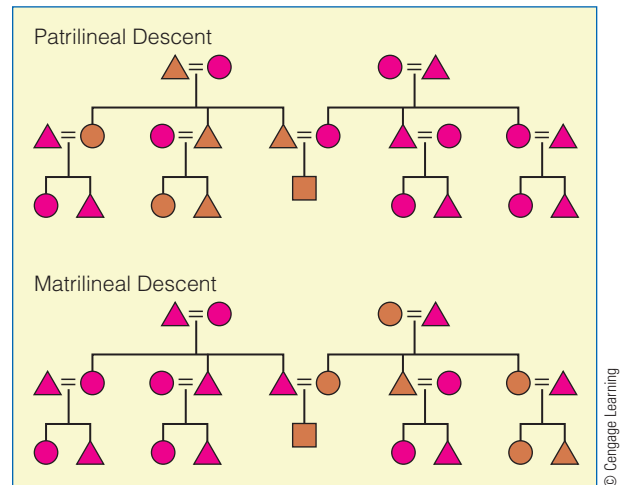 Patrilineal Descent
Matrilineal Descent
© Cengage Learning